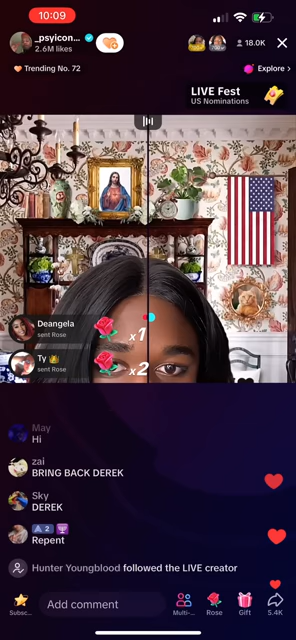 10:09
_psyicon...
2.6M likes
18.0K
Trending No. 72
Explore >
LIVE Fest
US Nominations
Deangela
sent Rose
x1
Ty
sent Rose
x2
May
Hi
zai
BRING BACK DEREK
Sky
DEREK
A 2
Repent
Hunter Youngblood followed the LIVE creator
Subsc...
Add comment
Multi-...
Rose
Gift
5.4K